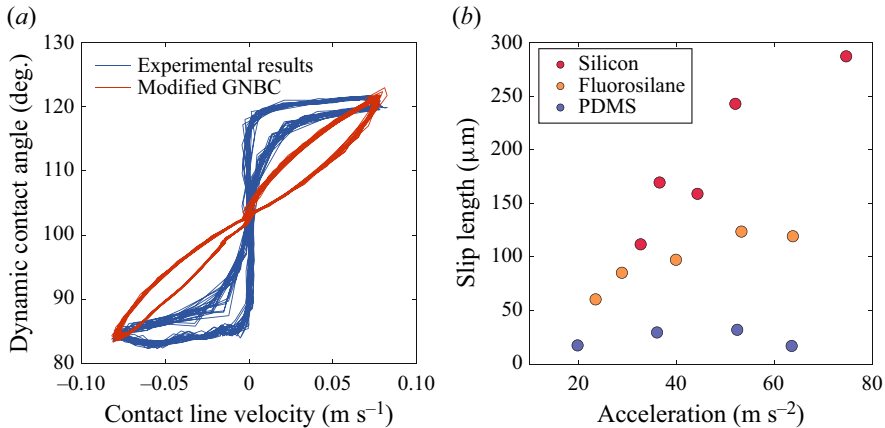 (a)
130
120
110
100
90
80
Dynamic contact angle (deg.)
Experimental results
Modified GNBC
−0.10
−0.05
0
0.05
0.10
Contact line velocity (m s−1)
(b)
300
250
200
150
100
50
0
Slip length (μm)
Silicon
Fluorosilane
PDMS
20
40
60
80
Acceleration (m s−2)